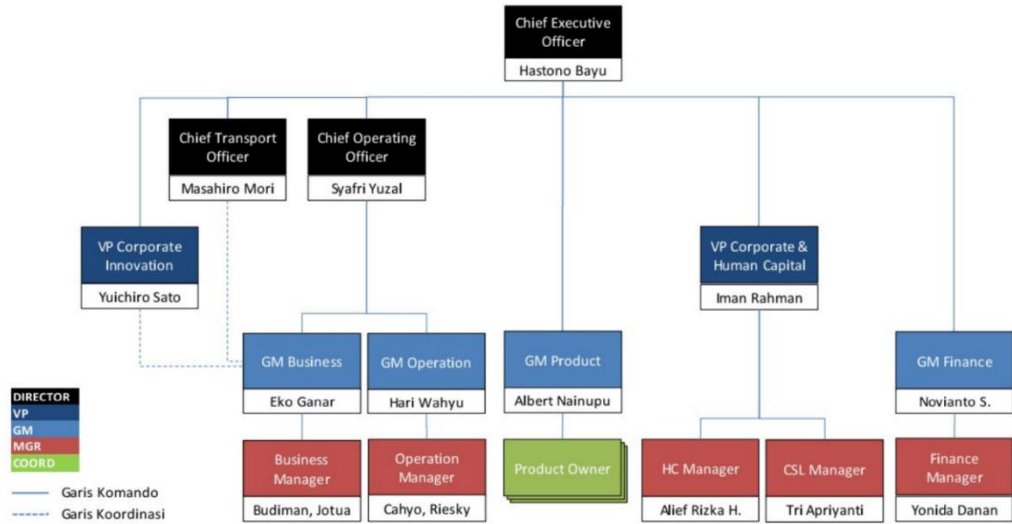 Chief Executive
Officer
Hastono Bayu
Chief Transport
Officer
Masahiro Mori
Chief Operating
Officer
Syafri Yuzal
VP Corporate
Innovation
Yuichiro Sato
VP Corporate &
Human Capital
Iman Rahman
GM Business
Eko Ganar
GM Operation
Hari Wahyu
GM Product
Albert Nainupu
GM Finance
Novianto S.
Business
Manager
Budiman, Jotua
Operation
Manager
Cahyo, Riesky
Product Owner
HC Manager
Alief Rizka H.
CSL Manager
Tri Apriyanti
Finance
Manager
Yonida Danan
DIRECTOR
VP
GM
MGR
COORD
Garis Komando
Garis Koordinasi